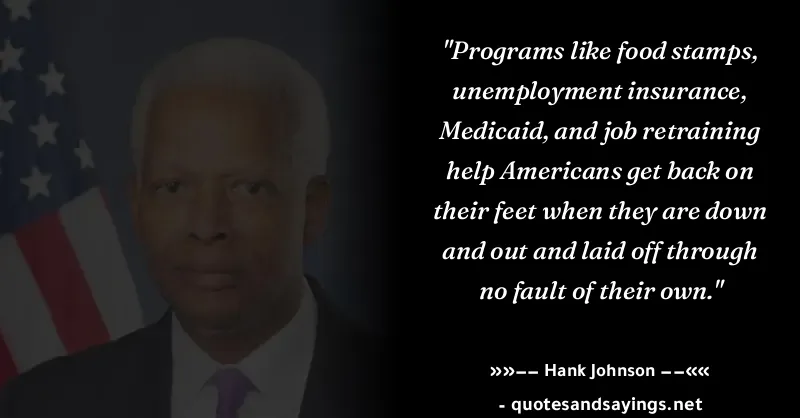 "Programs like food stamps,
unemployment insurance,
Medicaid, and job retraining
help Americans get back on
their feet when they are down
and out and laid off through
no fault of their own."
»»−− Hank Johnson −−««
- quotesandsayings.net